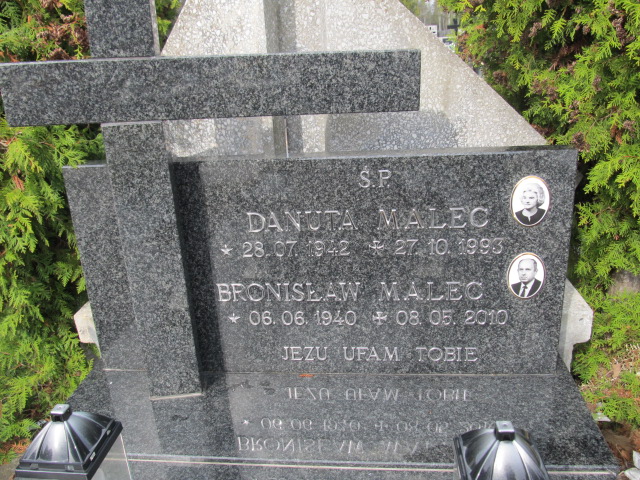 S.P.
DANUTA MALEC
* 28.07.1942 ✝ 27.10.1993
BRONISŁAW MALEC
* 06.06.1940 ✝ 08.05.2010
JEZU UFAM TOBIE